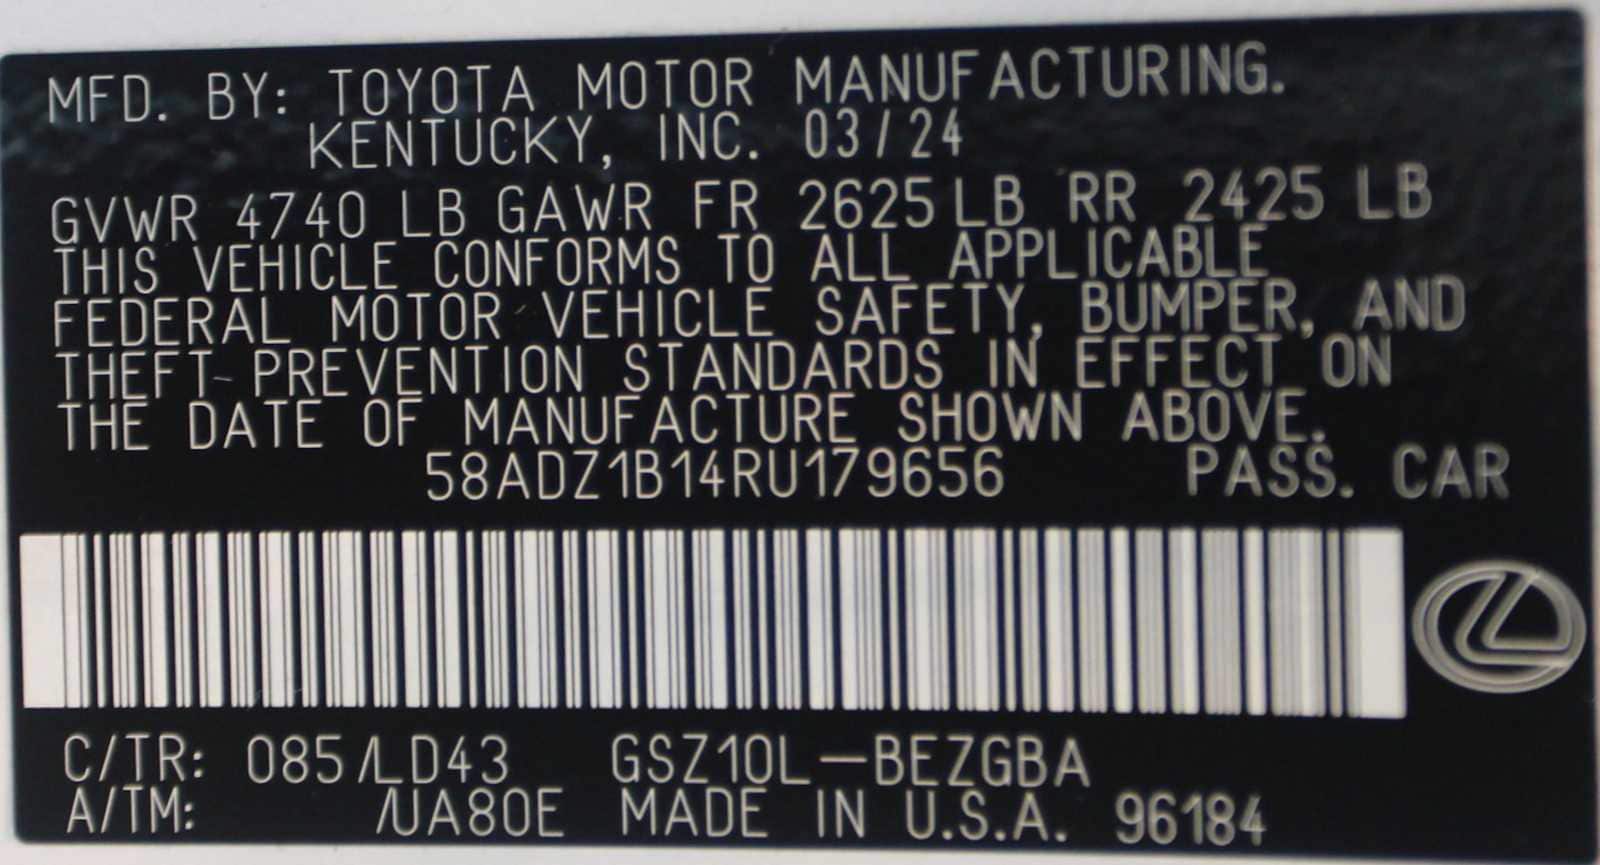 MFD. BY: TOYOTA MOTOR MANUFACTURING.
KENTUCKY, INC. 03/24
GVWR 4740 LB GAWR FR 2625 LB RR 2425 LB
THIS VEHICLE CONFORMS TO ALL APPLICABLE
FEDERAL MOTOR VEHICLE SAFETY, BUMPER, AND
THEFT PREVENTION STANDARDS IN EFFECT ON
THE DATE OF MANUFACTURE SHOWN ABOVE.
58ADZ1B14RU179656 PASS. CAR
C/TR: 085/LD43 GSZ10L-BEZGBA
A/TM: /UA80E MADE IN U.S.A. 96184